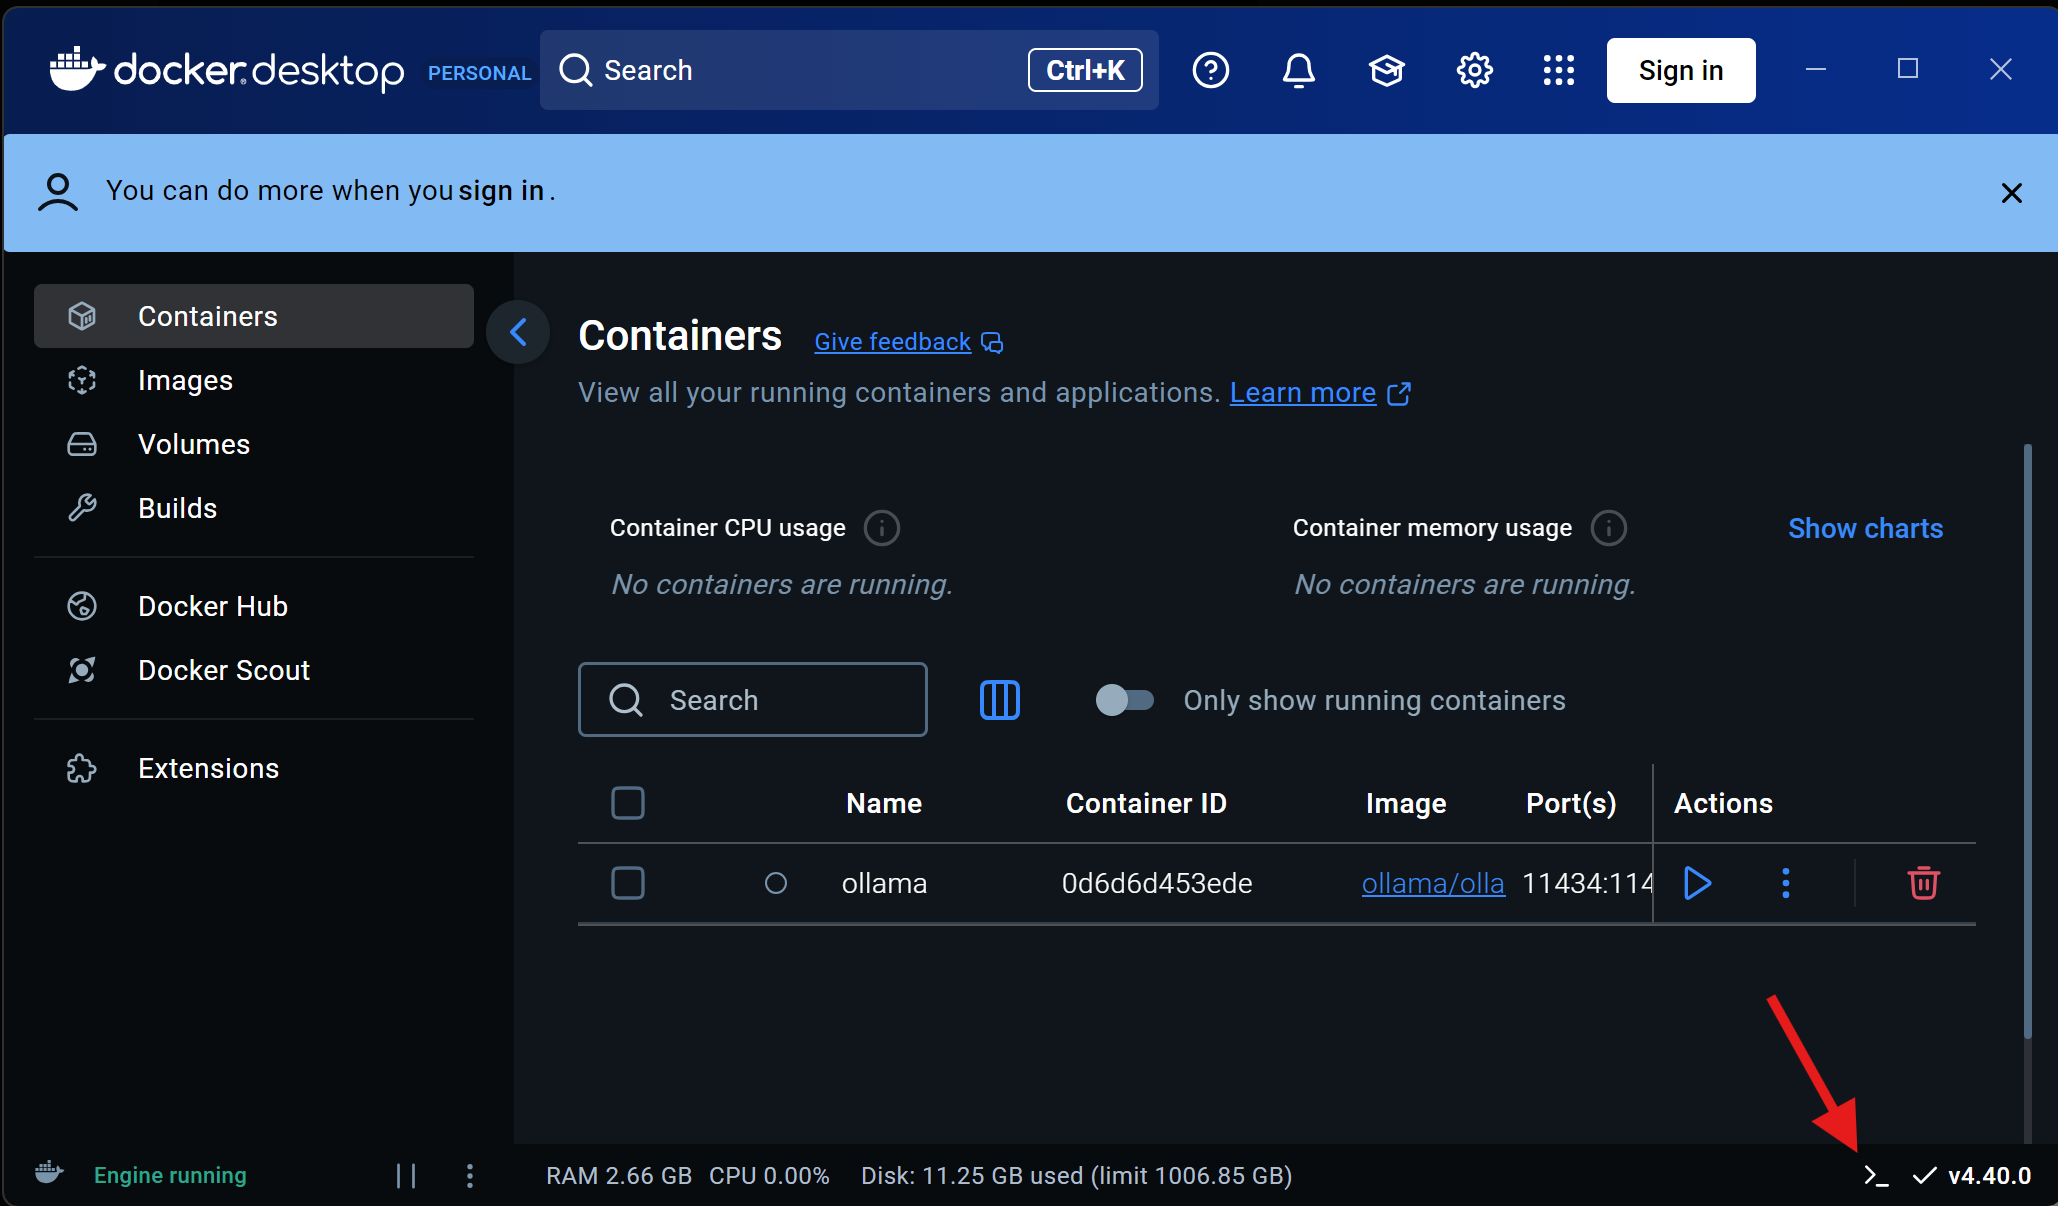 docker.desktop PERSONAL Search Ctrl+K Sign in
You can do more when you sign in.
Containers
Images
Volumes
Builds
Docker Hub
Docker Scout
Extensions
Containers Give feedback
View all your running containers and applications. Learn more
Container CPU usage
No containers are running.
Container memory usage
No containers are running.
Show charts
Search
Only show running containers
Name Container ID Image Port(s) Actions
ollama 0d6d6d453ede ollama/olla 11434:114
Engine running RAM 2.66 GB CPU 0.00% Disk: 11.25 GB used (limit 1006.85 GB) v4.40.0